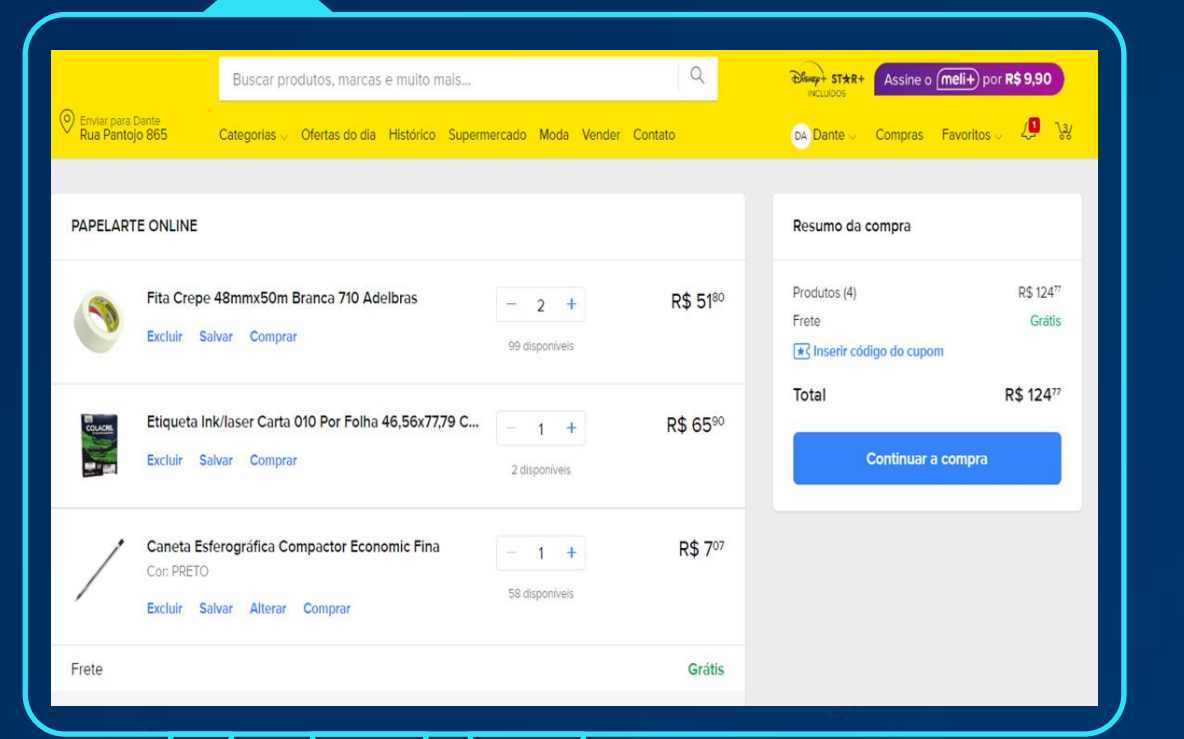 Buscar produtos, marcas e muito mais...
Disney+ ST★R+
INCLUÍDOS
Assine o meli+ por R$ 9,90
Enviar para Dante
Rua Pantojo 865
Categorias Ofertas do dia Histórico Supermercado Moda Vender Contato
DA Dante Compras Favoritos 1 3
PAPELARTE ONLINE
Fita Crepe 48mmx50m Branca 710 Adelbras
Excluir Salvar Comprar
− 2 +
99 disponíveis
R$ 51⁸⁰
COLACRIL
Etiqueta Ink/laser Carta 010 Por Folha 46,56x77,79 C...
Excluir Salvar Comprar
− 1 +
2 disponíveis
R$ 65⁹⁰
Caneta Esferográfica Compactor Economic Fina
Cor: PRETO
Excluir Salvar Alterar Comprar
− 1 +
58 disponíveis
R$ 7⁰⁷
Frete Grátis
Resumo da compra
Produtos (4) R$ 124⁷⁷
Frete Grátis
Inserir código do cupom
Total R$ 124⁷⁷
Continuar a compra